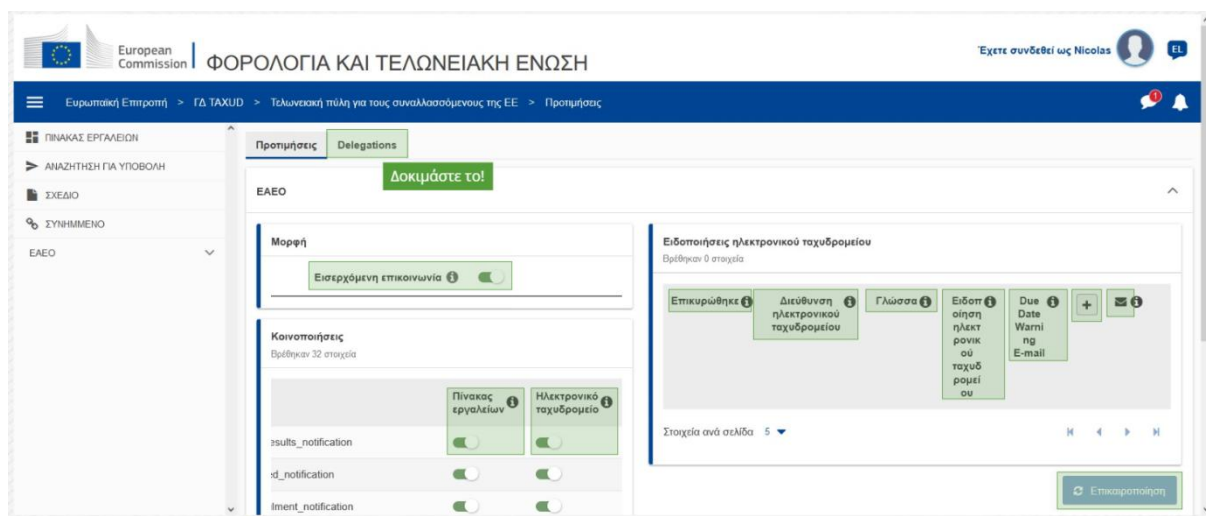 European
Commission
ΦΟΡΟΛΟΓΙΑ ΚΑΙ ΤΕΛΩΝΕΙΑΚΗ ΕΝΩΣΗ
Έχετε συνδεθεί ως Nicolas
EL
Ευρωπαϊκή Επιτροπή > ΓΔ TAXUD > Τελωνειακή πύλη για τους συναλλασσόμενους της ΕΕ > Προτιμήσεις
1
ΠΙΝΑΚΑΣ ΕΡΓΑΛΕΙΩΝ
ΑΝΑΖΗΤΗΣΗ ΓΙΑ ΥΠΟΒΟΛΗ
ΣΧΕΔΙΟ
ΣΥΝΗΜΜΕΝΟ
ΕΑΕΟ
Προτιμήσεις
Delegations
Δοκιμάστε το!
ΕΑΕΟ
Μορφή
Εισερχόμενη επικοινωνία
Κοινοποιήσεις
Βρέθηκαν 32 στοιχεία
Πίνακας
εργαλείων
Ηλεκτρονικό
ταχυδρομείο
esults_notification
ed_notification
lment_notification
Ειδοποιήσεις ηλεκτρονικού ταχυδρομείου
Βρέθηκαν 0 στοιχεία
Επικυρώθηκε
Διεύθυνση
ηλεκτρονικού
ταχυδρομείου
Γλώσσα
Ειδοπ
οίηση
ηλεκτ
ρονικ
ού
ταχυδ
ρομεί
ου
Due
Date
Warni
ng
E-mail
+
Στοιχεία ανά σελίδα 5
Επικαιροποίηση